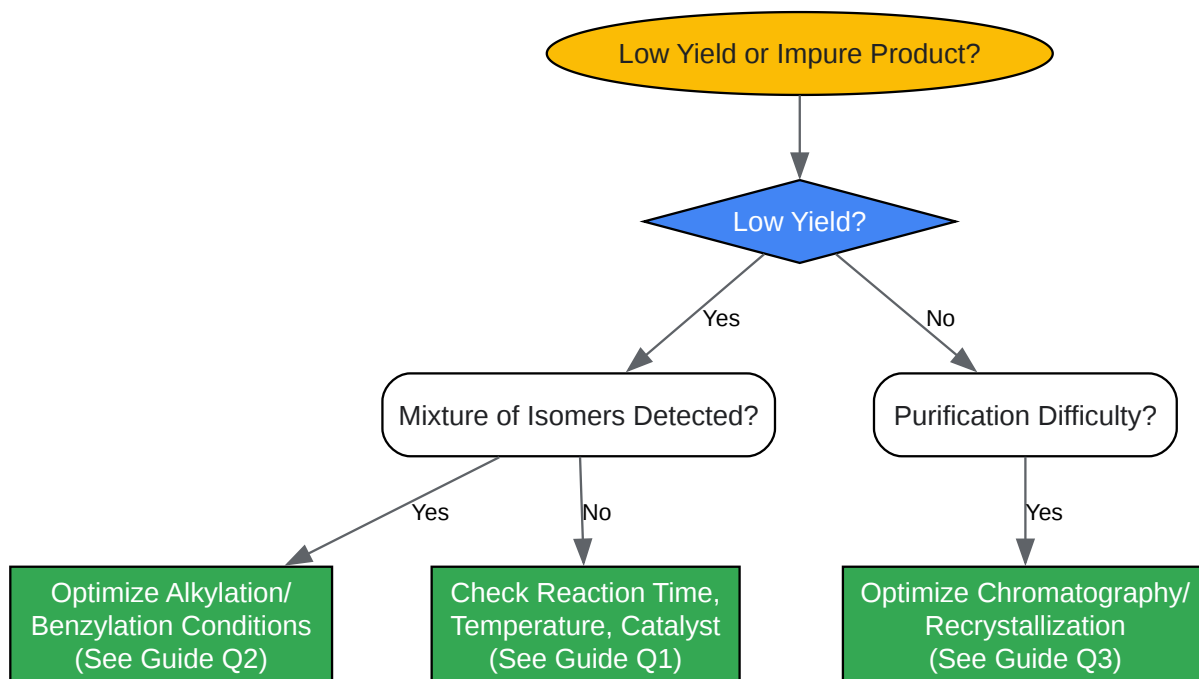 Low Yield or Impure Product?
Low Yield?
Yes
No
Mixture of Isomers Detected?
Purification Difficulty?
Yes
No
Yes
Optimize Alkylation/
Benzylation Conditions
(See Guide Q2)
Check Reaction Time,
Temperature, Catalyst
(See Guide Q1)
Optimize Chromatography/
Recrystallization
(See Guide Q3)